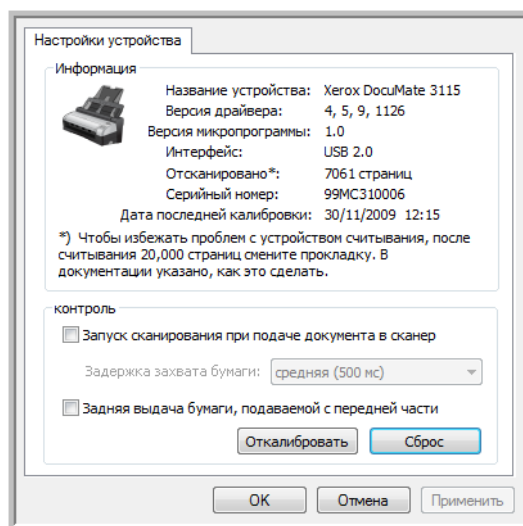 Настройки устройства
Информация
Название устройства: Xerox DocuMate 3115
Версия драйвера: 4, 5, 9, 1126
Версия микропрограммы: 1.0
Интерфейс: USB 2.0
Отсканировано*: 7061 страниц
Серийный номер: 99MC310006
Дата последней калибровки: 30/11/2009 12:15
*) Чтобы избежать проблем с устройством считывания, после
считывания 20,000 страниц смените прокладку. В
документации указано, как это сделать.
контроль
Запуск сканирования при подаче документа в сканер
Задержка захвата бумаги: средняя (500 мс)
Задняя выдача бумаги, подаваемой с передней части
Откалибровать Сброс
OK Отмена Применить